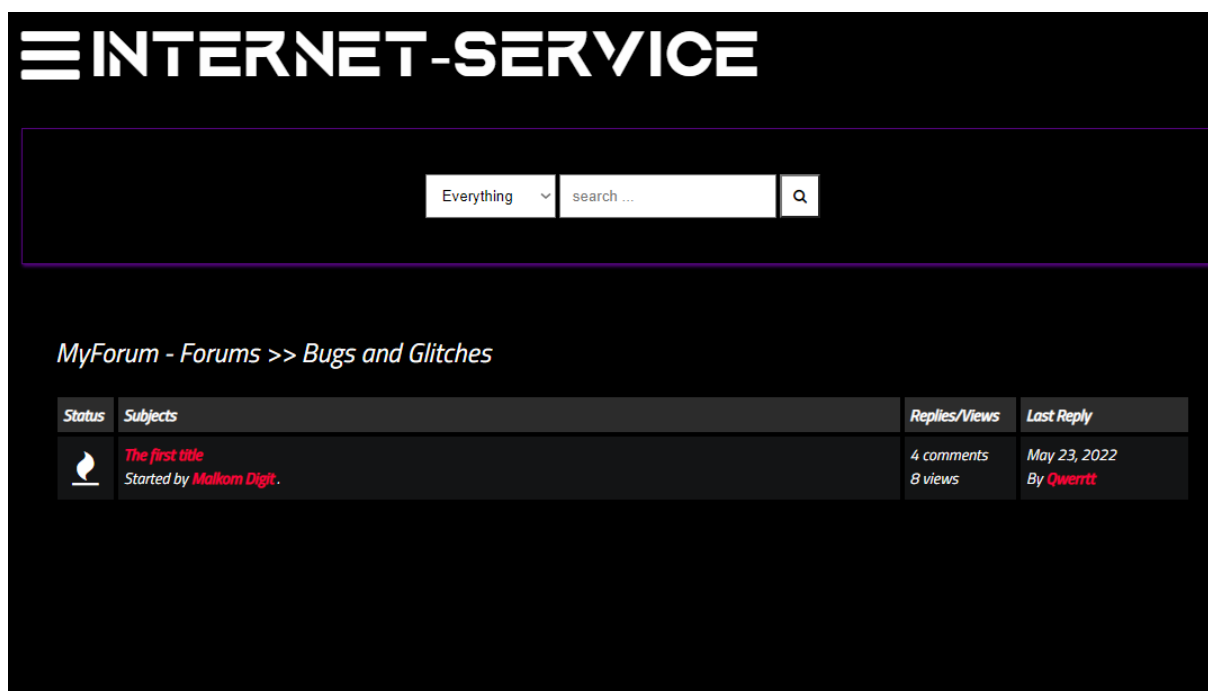 INTERNET-SERVICE
Everything search ...
MyForum - Forums >> Bugs and Glitches
Status Subjects Replies/Views Last Reply
The first title 4 comments May 23, 2022
Started by Malkom Digit . 8 views By Qwerrtt